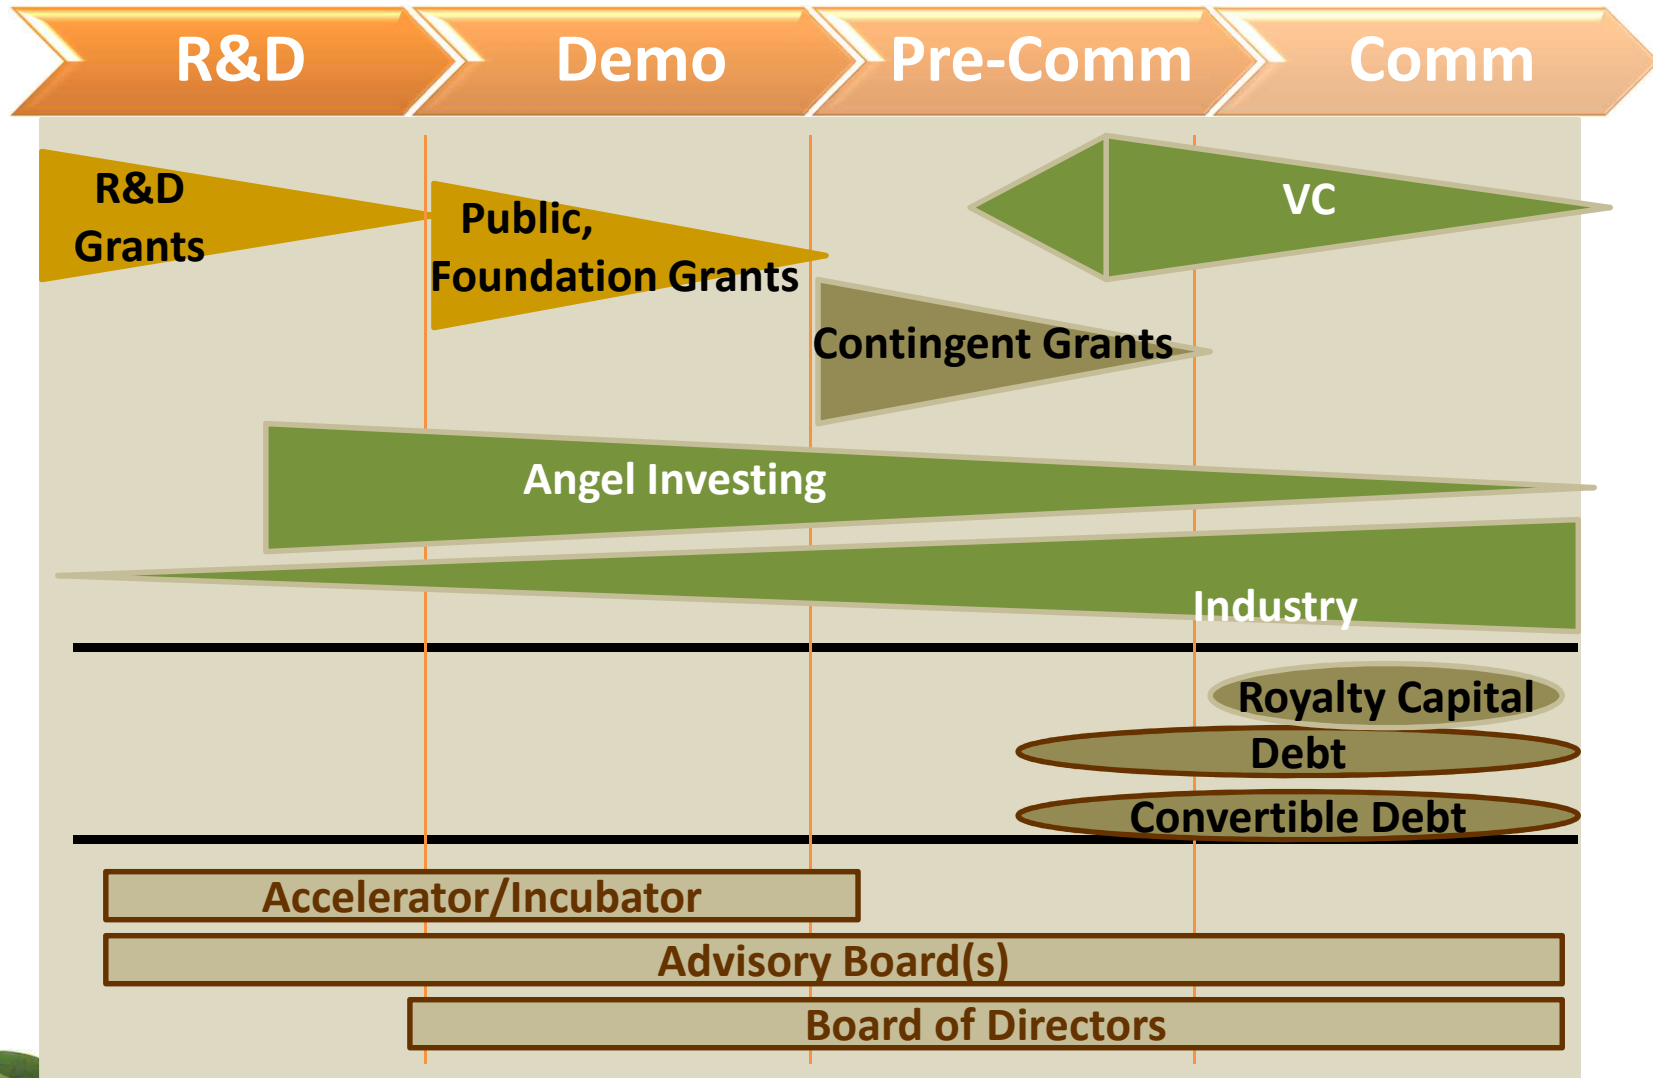 R&D
Demo
Pre-Comm
Comm
R&D
Grants
Public,
Foundation Grants
VC
Contingent Grants
Angel Investing
Industry
Royalty Capital
Debt
Convertible Debt
Accelerator/Incubator
Advisory Board(s)
Board of Directors